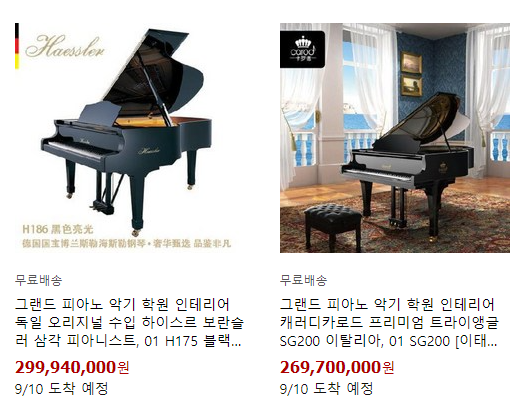 Haessler
carod
卡罗德
H186 黑色亮光
德国国宝博兰斯勒海斯勒钢琴・奢华甄选 品鉴非凡
무료배송
그랜드 피아노 악기 학원 인테리어
독일 오리지널 수입 하이스르 보란슬
러 삼각 피아니스트, 01 H175 블랙...
299,940,000원
9/10 도착 예정
무료배송
그랜드 피아노 악기 학원 인테리어
캐러디카로드 프리미엄 트라이앵글
SG200 이탈리아, 01 SG200 [이태...
269,700,000원
9/10 도착 예정